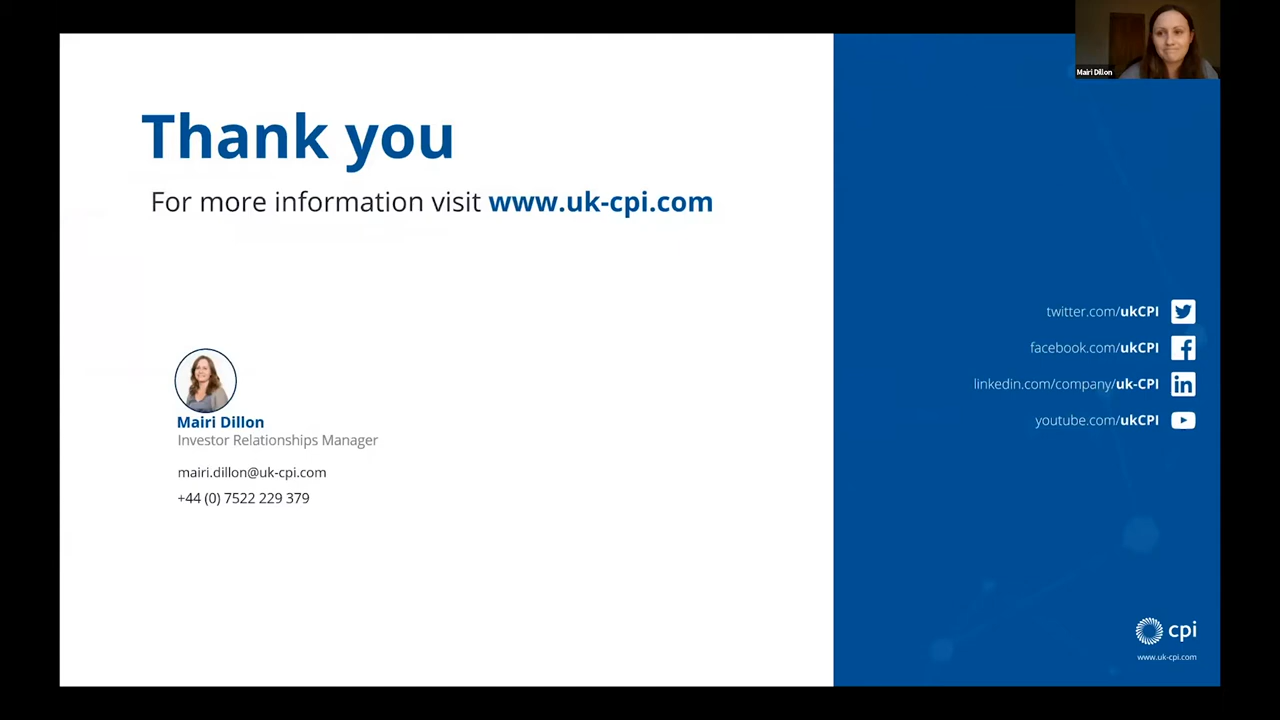 Mairi Dillon
Thank you
For more information visit www.uk-cpi.com
Mairi Dillon
Investor Relationships Manager
mairi.dillon@uk-cpi.com
+44 (0) 7522 229 379
twitter.com/ukCPI
facebook.com/ukCPI
linkedin.com/company/uk-CPI
youtube.com/ukCPI
cpi
www.uk-cpi.com